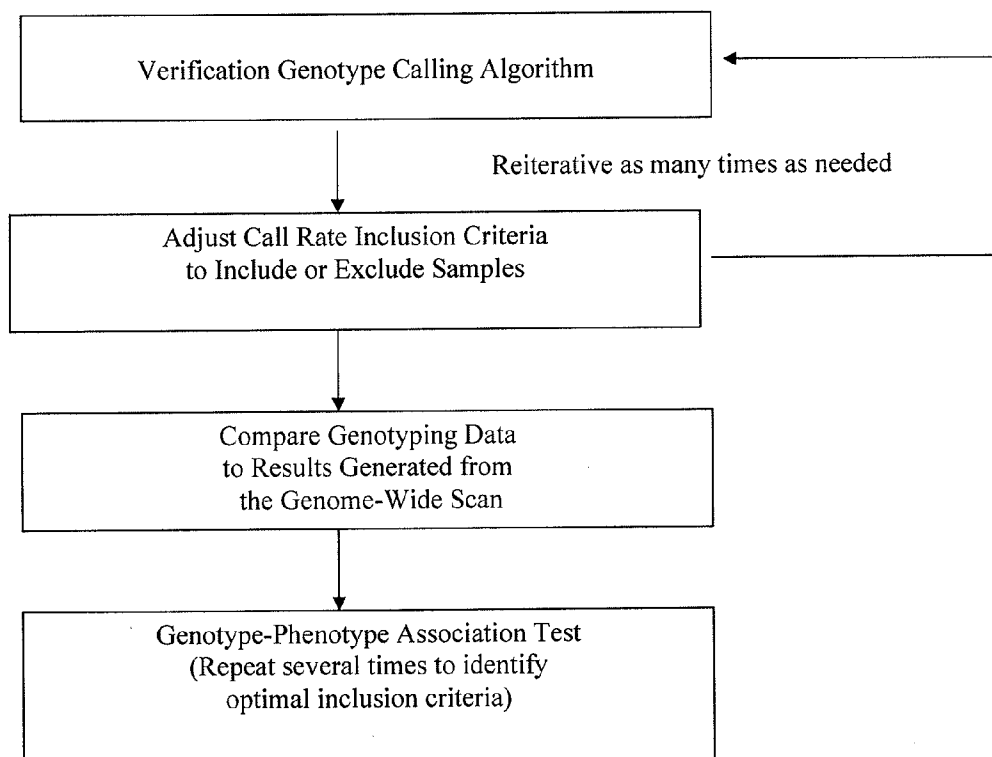 Verification Genotype Calling Algorithm
Reiterative as many times as needed
Adjust Call Rate Inclusion Criteria
to Include or Exclude Samples
Compare Genotyping Data
to Results Generated from
the Genome-Wide Scan
Genotype-Phenotype Association Test
(Repeat several times to identify
optimal inclusion criteria)